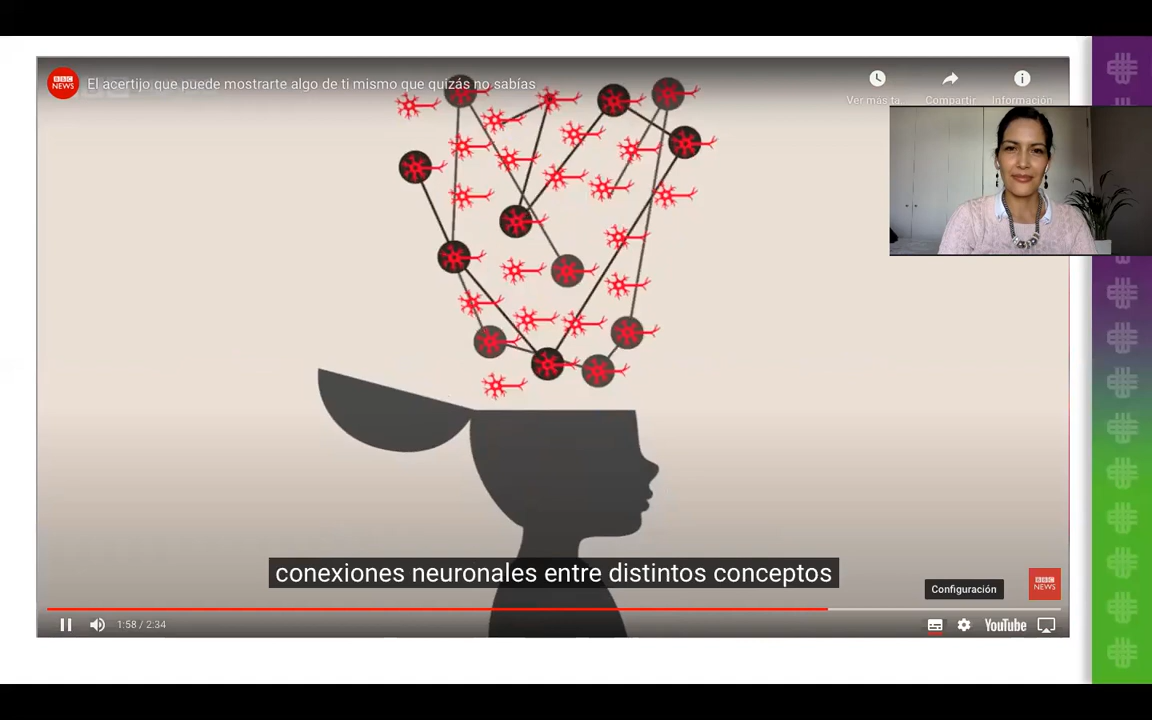 BBC
NEWS
El acertijo que puede mostrarte algo de ti mismo que quizás no sabías
Ver más ta...
Compartir
Información
conexiones neuronales entre distintos conceptos
Configuración
BBC
NEWS
1:58 / 2:34
YouTube